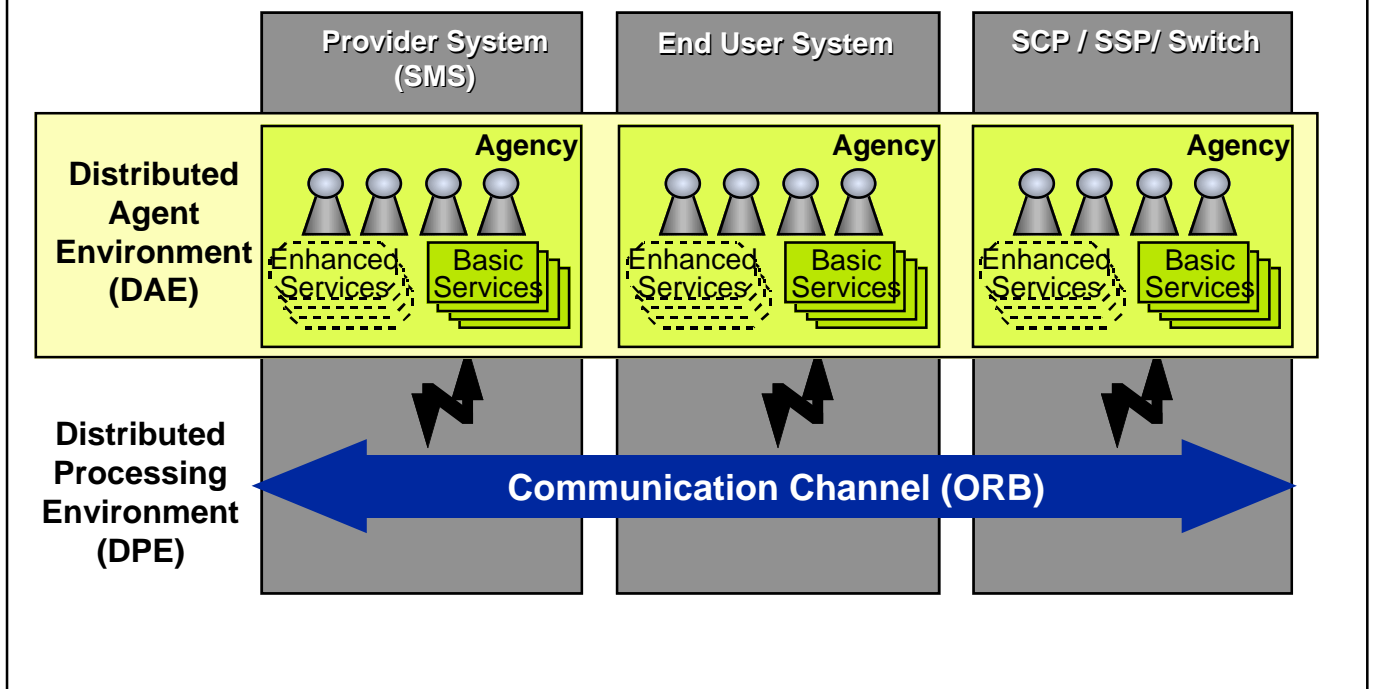 Provider System
(SMS)
End User System
SCP / SSP/ Switch
Distributed
Agent
Environment
(DAE)
Agency
Enhanced
Services
Basic
Services
Agency
Enhanced
Services
Basic
Services
Agency
Enhanced
Services
Basic
Services
Distributed
Processing
Environment
(DPE)
Communication Channel (ORB)